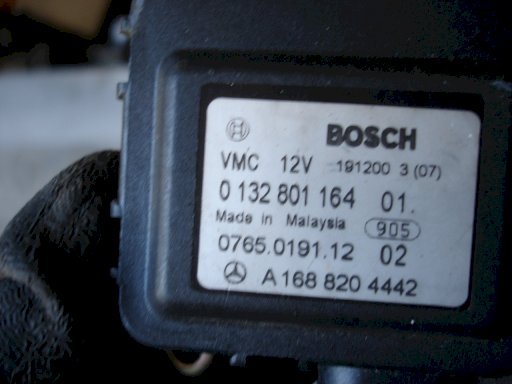 BOSCH
VMC 12V 191200 3 (07)
0 132 801 164 01.
Made in Malaysia 905
0765.0191.12 02
A 168 820 4442